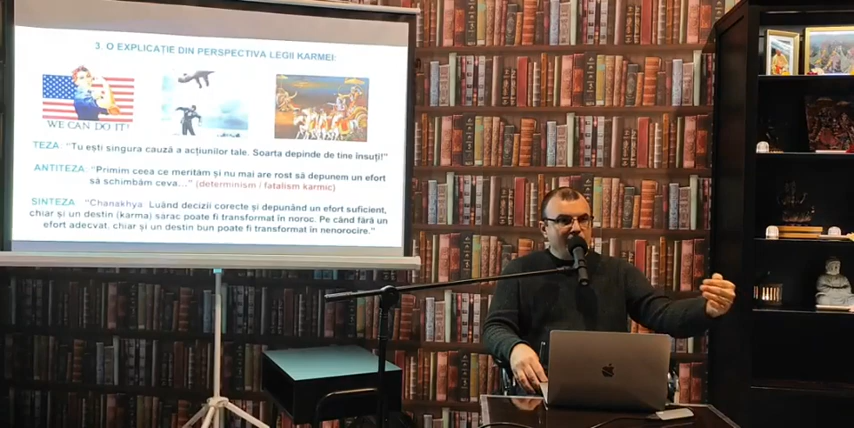 3. O EXPLICAȚIE DIN PERSPECTIVA LEGII KARMEI:
WE CAN DO IT!
TEZA: "Tu ești singura cauză a acțiunilor tale. Soarta depinde de tine însuți!"
ANTITEZA: "Primim ceea ce merităm și nu mai are rost să depunem un efort
să schimbăm ceva..." (determinism / fatalism karmic)
SINTEZA "Chanakhya: Luând decizii corecte și depunând un efort suficient,
chiar și un destin (karma) sărac poate fi transformat în noroc. Pe când fără un
efort adecvat, chiar și un destin bun poate fi transformat în nenorocire."